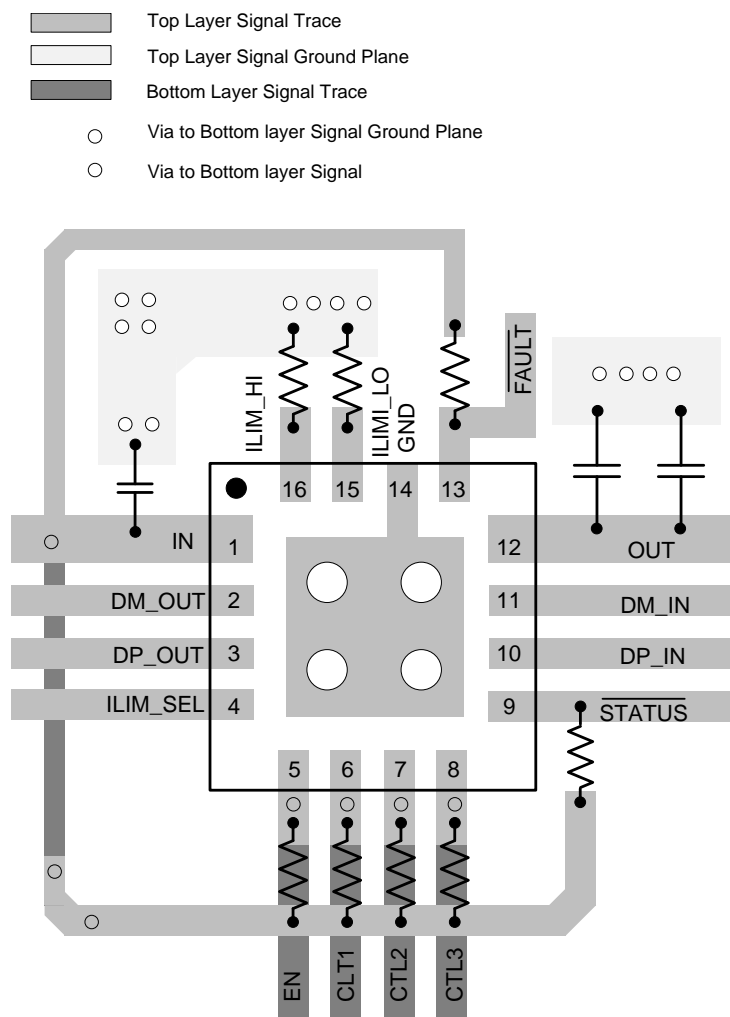 Top Layer Signal Trace
Top Layer Signal Ground Plane
Bottom Layer Signal Trace
Via to Bottom layer Signal Ground Plane
Via to Bottom layer Signal
ILIM_HI
ILIMI_LO
GND
FAULT
16
15
14
13
IN
1
12
OUT
DM_OUT
2
11
DM_IN
DP_OUT
3
10
DP_IN
ILIM_SEL
4
9
STATUS
5
6
7
8
EN
CLT1
CTL2
CTL3